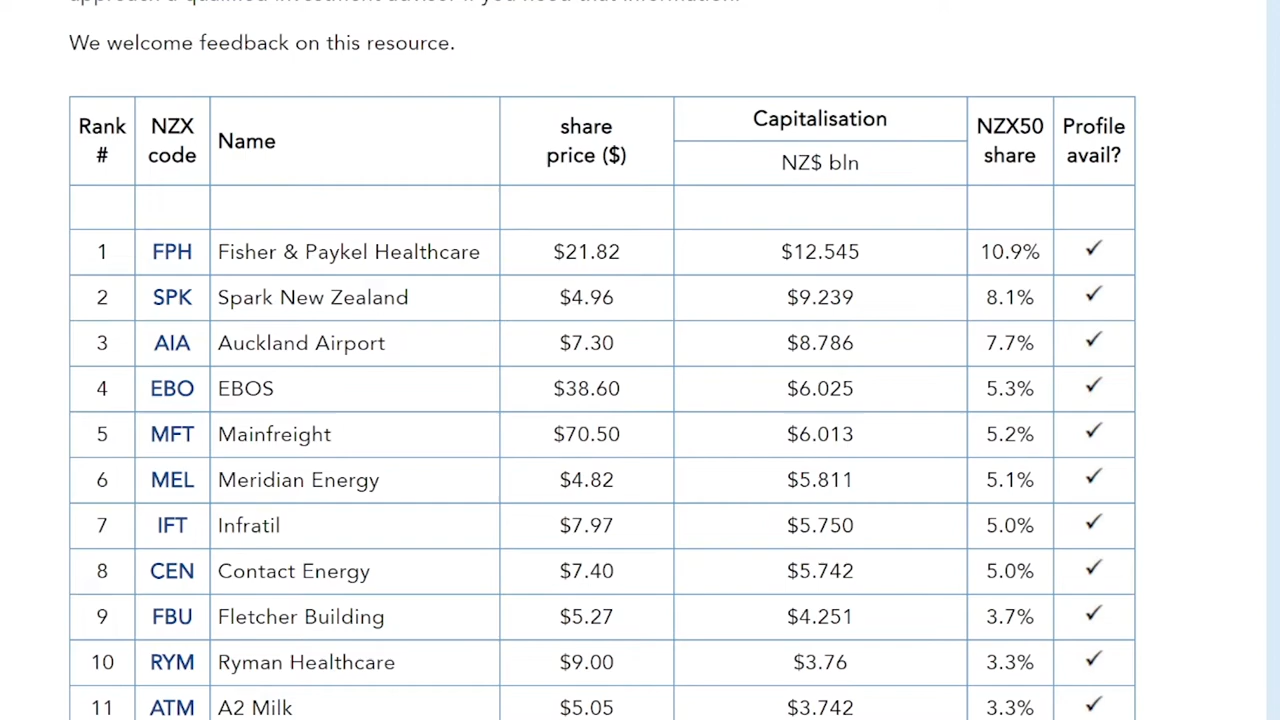 We welcome feedback on this resource.
Rank # NZX code Name share price ($) Capitalisation NZ$ bln NZX50 share Profile avail?
1 FPH Fisher & Paykel Healthcare $21.82 $12.545 10.9% ✓
2 SPK Spark New Zealand $4.96 $9.239 8.1% ✓
3 AIA Auckland Airport $7.30 $8.786 7.7% ✓
4 EBO EBOS $38.60 $6.025 5.3% ✓
5 MFT Mainfreight $70.50 $6.013 5.2% ✓
6 MEL Meridian Energy $4.82 $5.811 5.1% ✓
7 IFT Infratil $7.97 $5.750 5.0% ✓
8 CEN Contact Energy $7.40 $5.742 5.0% ✓
9 FBU Fletcher Building $5.27 $4.251 3.7% ✓
10 RYM Ryman Healthcare $9.00 $3.76 3.3% ✓
11 ATM A2 Milk $5.05 $3.742 3.3% ✓